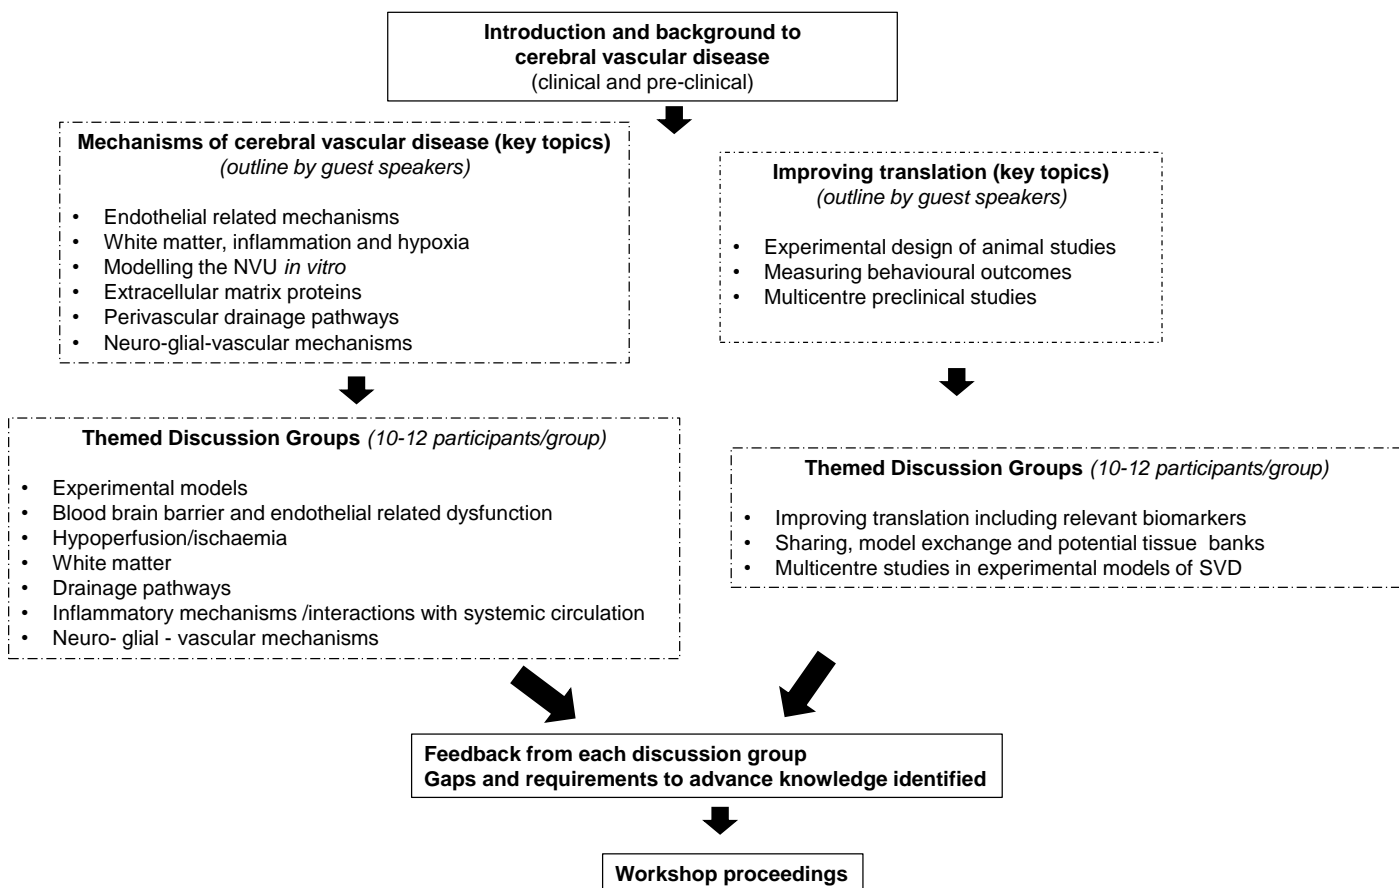 Introduction and background to
cerebral vascular disease
(clinical and pre-clinical)
Mechanisms of cerebral vascular disease (key topics)
(outline by guest speakers)
• Endothelial related mechanisms
• White matter, inflammation and hypoxia
• Modelling the NVU in vitro
• Extracellular matrix proteins
• Perivascular drainage pathways
• Neuro-glial-vascular mechanisms
Improving translation (key topics)
(outline by guest speakers)
• Experimental design of animal studies
• Measuring behavioural outcomes
• Multicentre preclinical studies
Themed Discussion Groups (10-12 participants/group)
• Experimental models
• Blood brain barrier and endothelial related dysfunction
• Hypoperfusion/ischaemia
• White matter
• Drainage pathways
• Inflammatory mechanisms /interactions with systemic circulation
• Neuro- glial - vascular mechanisms
Themed Discussion Groups (10-12 participants/group)
• Improving translation including relevant biomarkers
• Sharing, model exchange and potential tissue banks
• Multicentre studies in experimental models of SVD
Feedback from each discussion group
Gaps and requirements to advance knowledge identified
Workshop proceedings